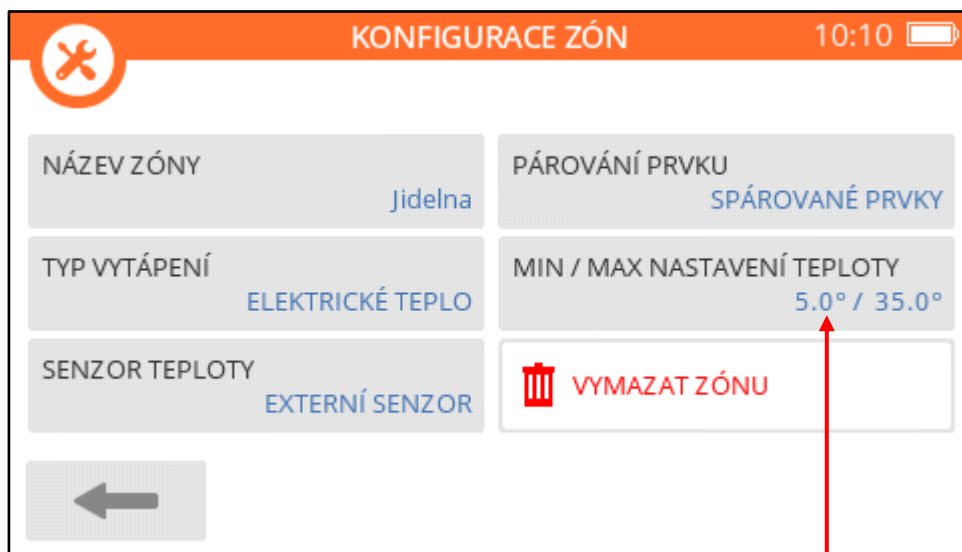 KONFIGURACE ZÓN
10:10
NÁZEV ZÓNY
Jidelna
PÁROVÁNÍ PRVKU
SPÁROVANÉ PRVKY
TYP VYTÁPENÍ
ELEKTRICKÉ TEPLO
MIN / MAX NASTAVENÍ TEPLOTY
5.0° / 35.0°
SENZOR TEPLOTY
EXTERNÍ SENZOR
VYMAZAT ZÓNU